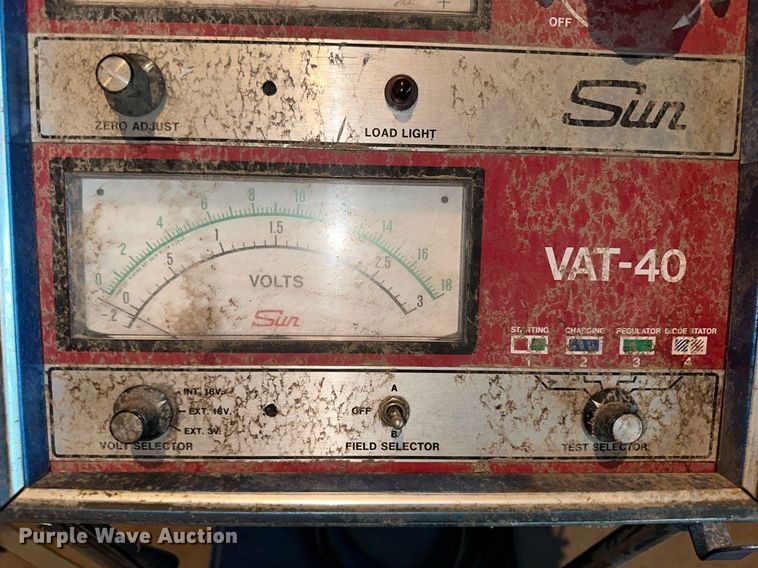 +
OFF
ZERO ADJUST
LOAD LIGHT
Sun
0 2 4 6 8 10 14 16 18
-2 0 .5 1 1.5 2.5 3
VOLTS
Sun
VAT-40
STARTING CHARGING REGULATOR DIODE STATOR
1 2 3 4
INT. 18V
EXT. 18V
EXT. 3V
VOLT SELECTOR
A
OFF
B
FIELD SELECTOR
TEST SELECTOR
Purple Wave Auction